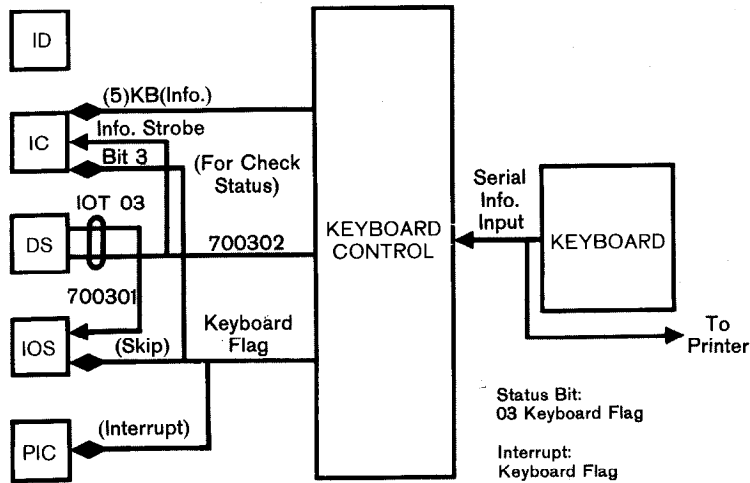 ID
(5)KB(Info.)
IC
Info. Strobe
Bit 3
(For Check
Status)
IOT 03
DS
700302
700301
IOS
(Skip)
Keyboard
Flag
PIC
(Interrupt)
KEYBOARD
CONTROL
Serial
Info.
Input
KEYBOARD
To
Printer
Status Bit:
03 Keyboard Flag
Interrupt:
Keyboard Flag